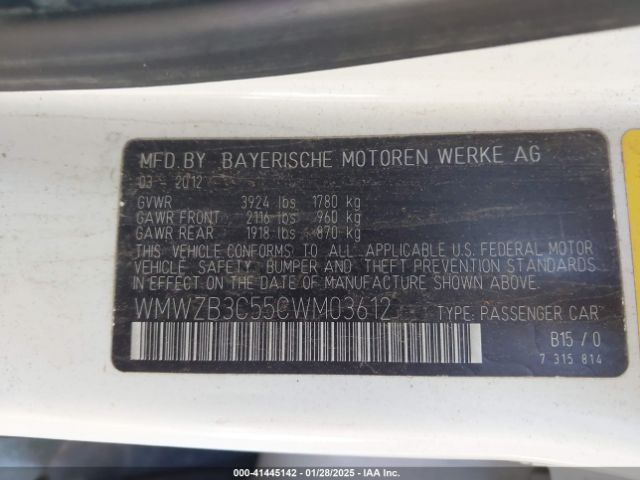 MFD.BY BAYERISCHE MOTOREN WERKE AG
03 - 2012
GVWR 3924 lbs 1780 kg
GAWR FRONT 2116 lbs 960 kg
GAWR REAR 1918 lbs 870 kg
THIS VEHICLE CONFORMS TO ALL APPLICABLE U.S. FEDERAL MOTOR
VEHICLE SAFETY, BUMPER AND THEFT PREVENTION STANDARDS
IN EFFECT ON THE DATE OF MANUFACTURE SHOWN ABOVE.
WMWZB3C55CWM03612 TYPE: PASSENGER CAR
B15 / 0
7 315 814
000-41445142 - 01/28/2025 - IAAI